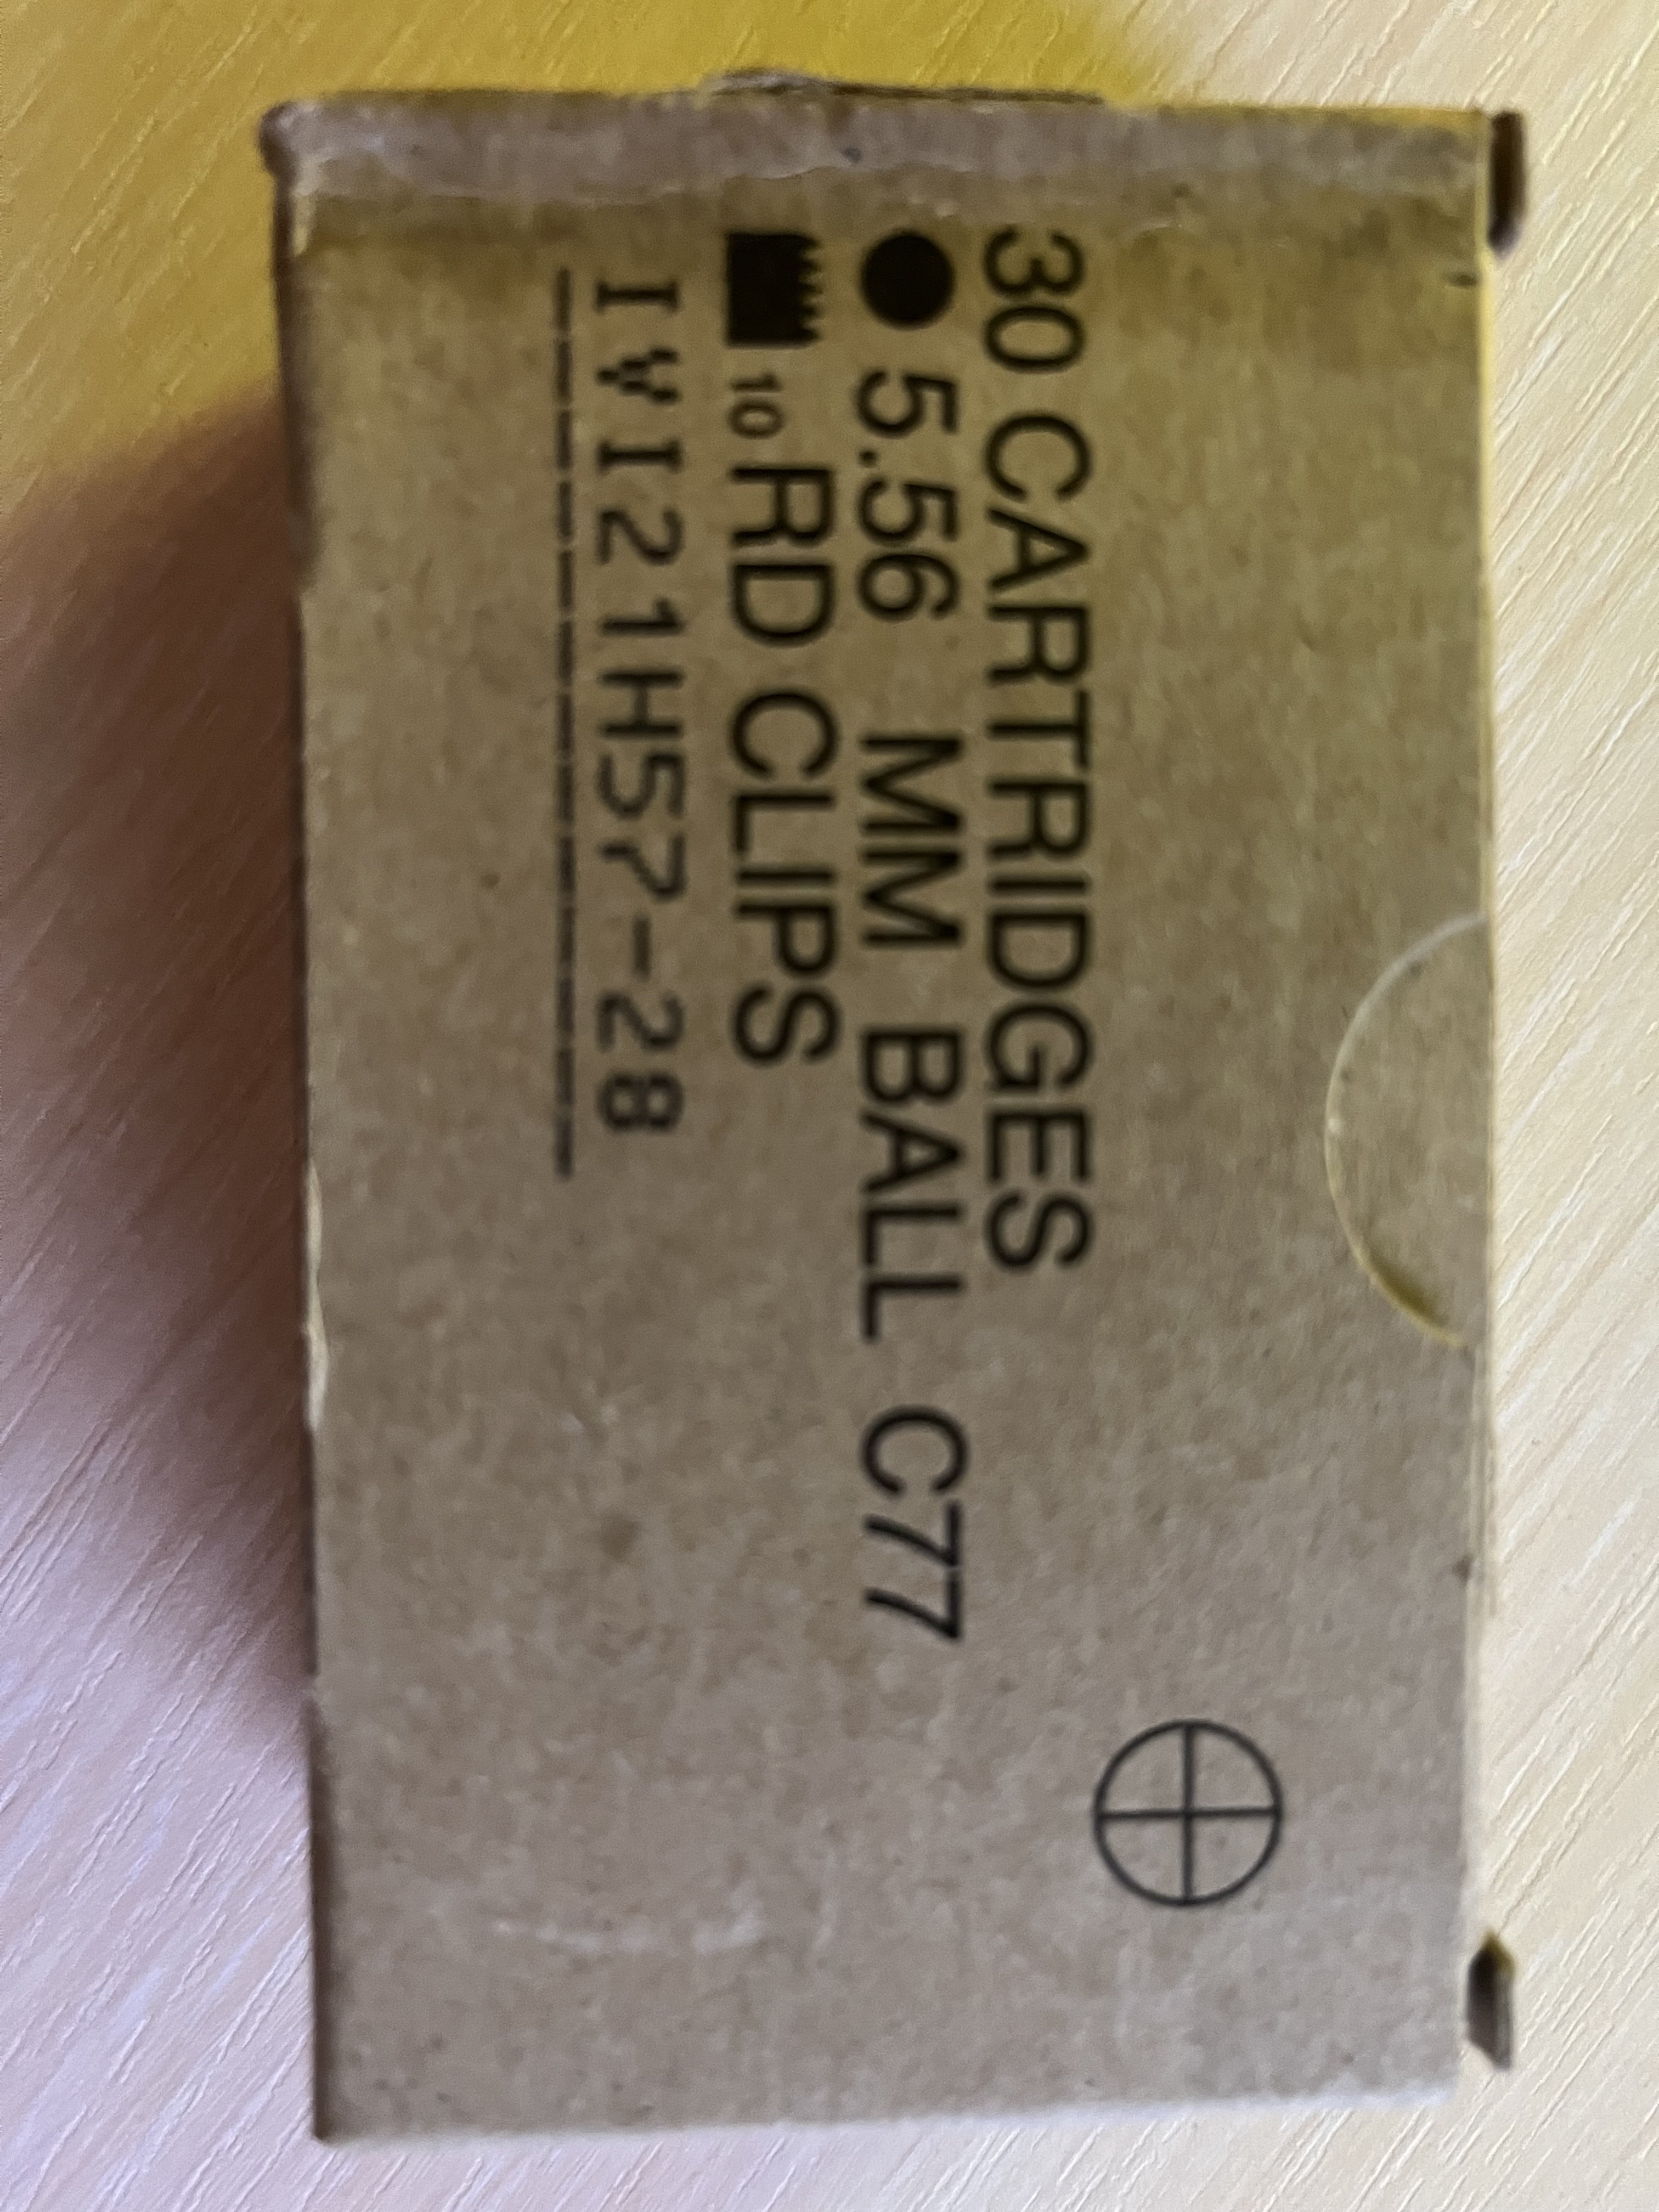 30 CARTRIDGES
5.56 MM BALL C77
10 RD CLIPS
IVI21H57-28